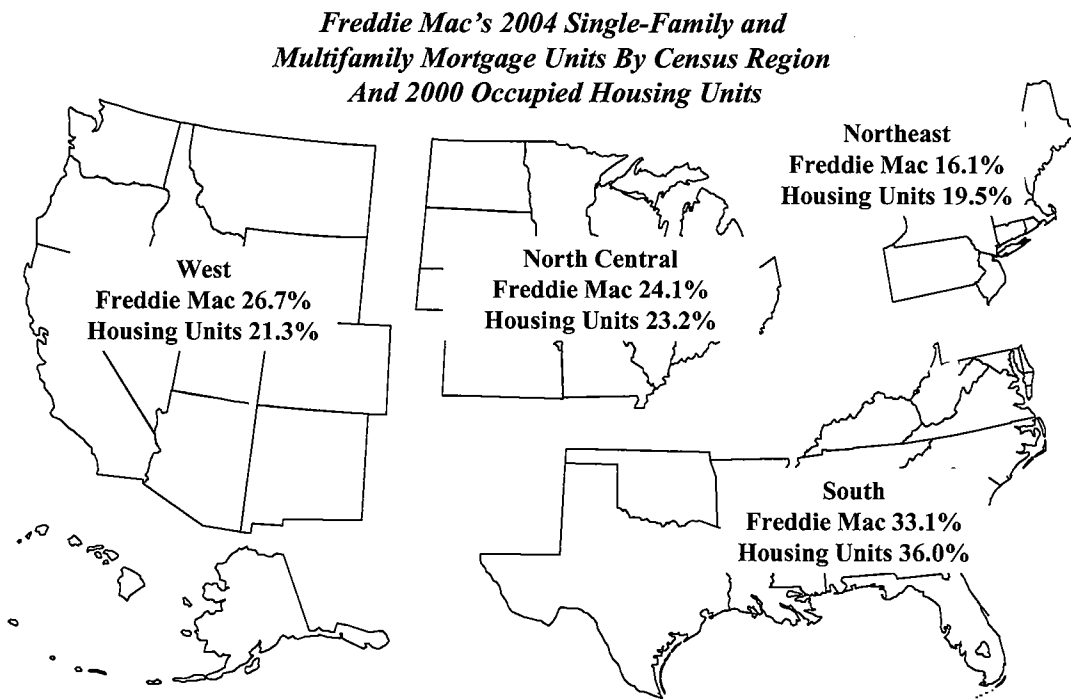 Freddie Mac's 2004 Single-Family and
Multifamily Mortgage Units By Census Region
And 2000 Occupied Housing Units
Northeast
Freddie Mac 16.1%
Housing Units 19.5%
West
Freddie Mac 26.7%
Housing Units 21.3%
North Central
Freddie Mac 24.1%
Housing Units 23.2%
South
Freddie Mac 33.1%
Housing Units 36.0%